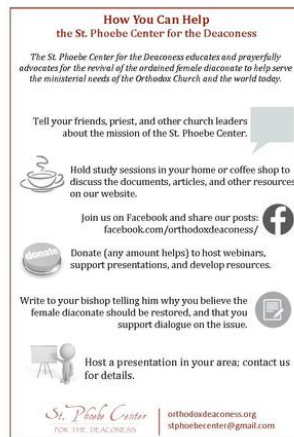 How You Can Help
the St. Phoebe Center for the Deaconess
The St. Phoebe Center for the Deaconess educates and prayerfully
advocates for the revival of the ordained female diaconate to help serve
the ministerial needs of the Orthodox Church and the world today.
Tell your friends, priest, and other church leaders
about the mission of the St. Phoebe Center.
Hold study sessions in your home or coffee shop to
discuss the documents, articles, and other resources
on our website.
Join us on Facebook and share our posts:
facebook.com/orthodoxdeaconess/
donate
Donate (any amount helps) to host webinars,
support presentations, and develop resources.
Write to your bishop telling him why you believe the
female diaconate should be restored, and that you
support dialogue on the issue.
Host a presentation in your area; contact us
for details.
St. Phoebe Center
FOR THE DEACONESS
orthodoxdeaconess.org
stphoebecenter@gmail.com